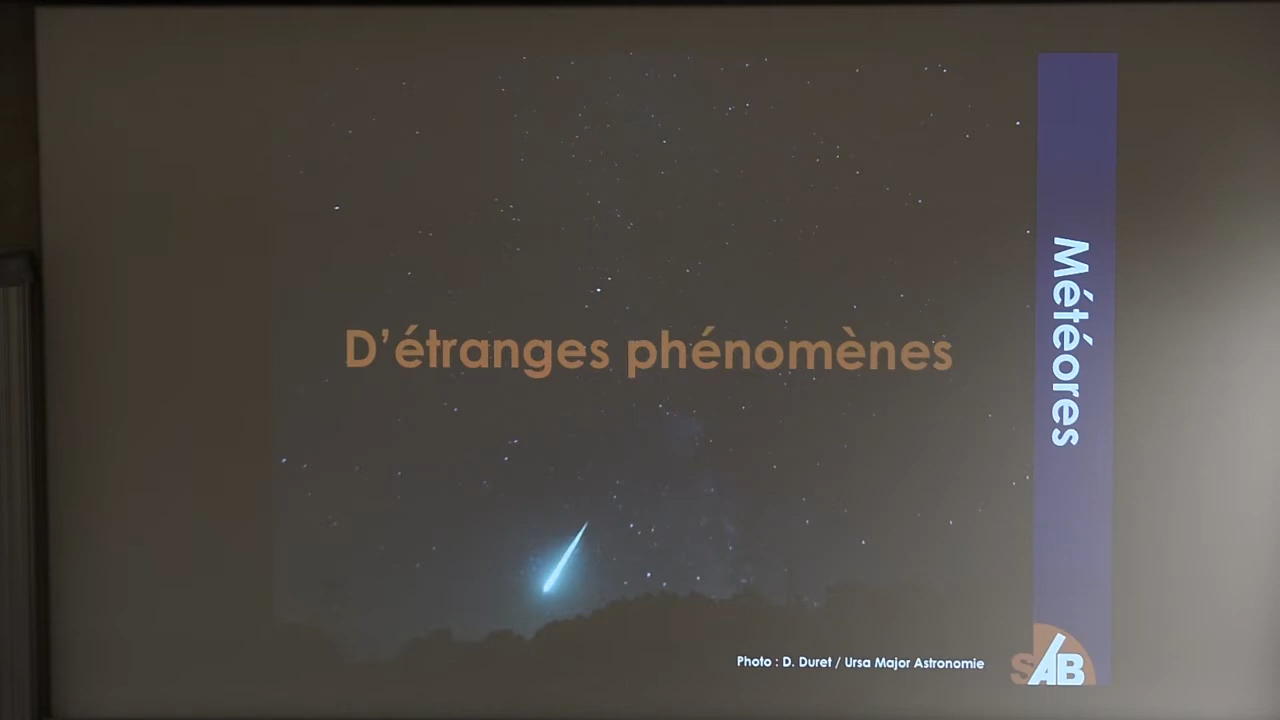 D'étranges phénomènes
Météores
Photo : D. Duret / Ursa Major Astronomie
SAB